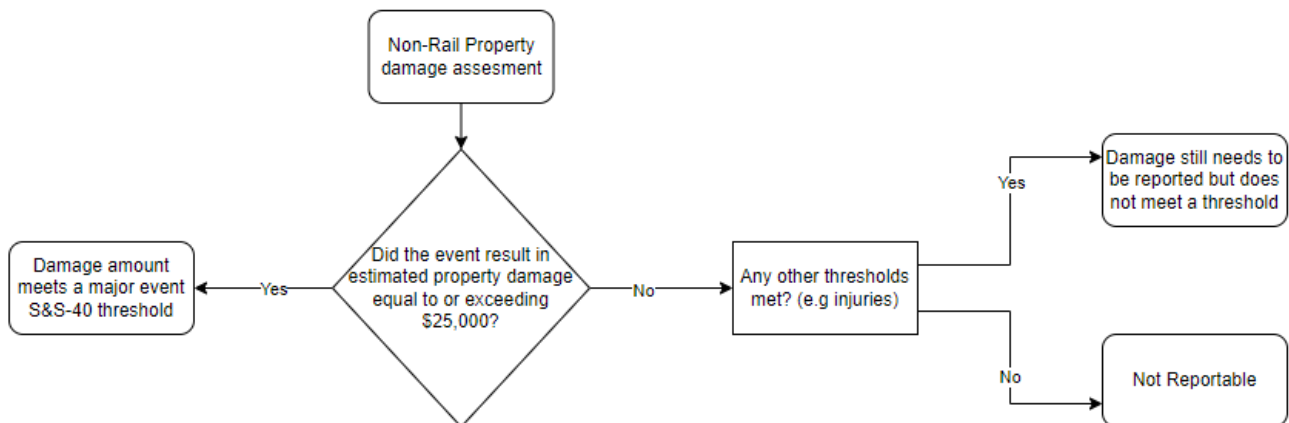 Non-Rail Property
damage assesment
Did the event result in
estimated property damage
equal to or exceeding
$25,000?
Yes
Damage amount
meets a major event
S&S-40 threshold
No
Any other thresholds
met? (e.g injuries)
Yes
Damage still needs to
be reported but does
not meet a threshold
No
Not Reportable